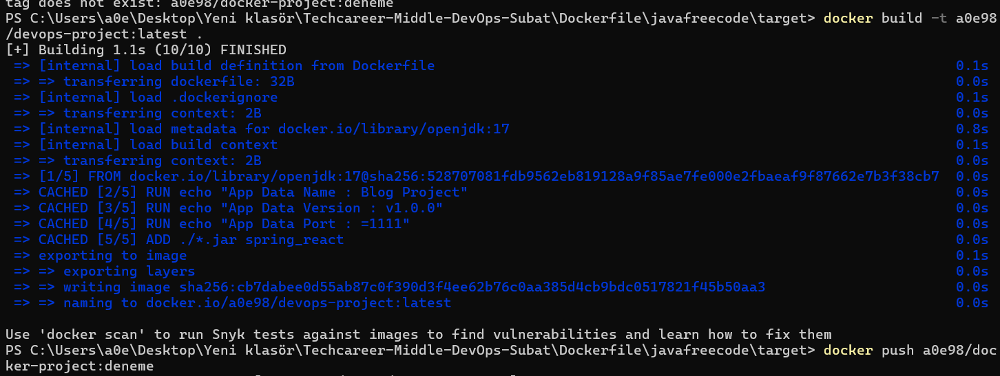 tag does not exist: a0e98/docker-project:deneme
PS C:\Users\a0e\Desktop\Yeni klasör\Techcareer-Middle-DevOps-Subat\Dockerfile\javafreecode\target> docker build -t a0e98
/devops-project:latest .
[+] Building 1.1s (10/10) FINISHED
=> [internal] load build definition from Dockerfile 0.1s
=> => transferring dockerfile: 32B 0.0s
=> [internal] load .dockerignore 0.1s
=> => transferring context: 2B 0.0s
=> [internal] load metadata for docker.io/library/openjdk:17 0.8s
=> [internal] load build context 0.1s
=> => transferring context: 2B 0.0s
=> [1/5] FROM docker.io/library/openjdk:17@sha256:528707081fdb9562eb819128a9f85ae7fe000e2fbaeaf9f87662e7b3f38cb7 0.0s
=> CACHED [2/5] RUN echo "App Data Name : Blog Project" 0.0s
=> CACHED [3/5] RUN echo "App Data Version : v1.0.0" 0.0s
=> CACHED [4/5] RUN echo "App Data Port : =1111" 0.0s
=> CACHED [5/5] ADD ./*.jar spring_react 0.0s
=> exporting to image 0.1s
=> => exporting layers 0.0s
=> => writing image sha256:cb7dabee0d55ab87c0f390d3f4ee62b76c0aa385d4cb9bdc0517821f45b50aa3 0.0s
=> => naming to docker.io/a0e98/devops-project:latest 0.0s
Use 'docker scan' to run Snyk tests against images to find vulnerabilities and learn how to fix them
PS C:\Users\a0e\Desktop\Yeni klasör\Techcareer-Middle-DevOps-Subat\Dockerfile\javafreecode\target> docker push a0e98/doc
ker-project:deneme